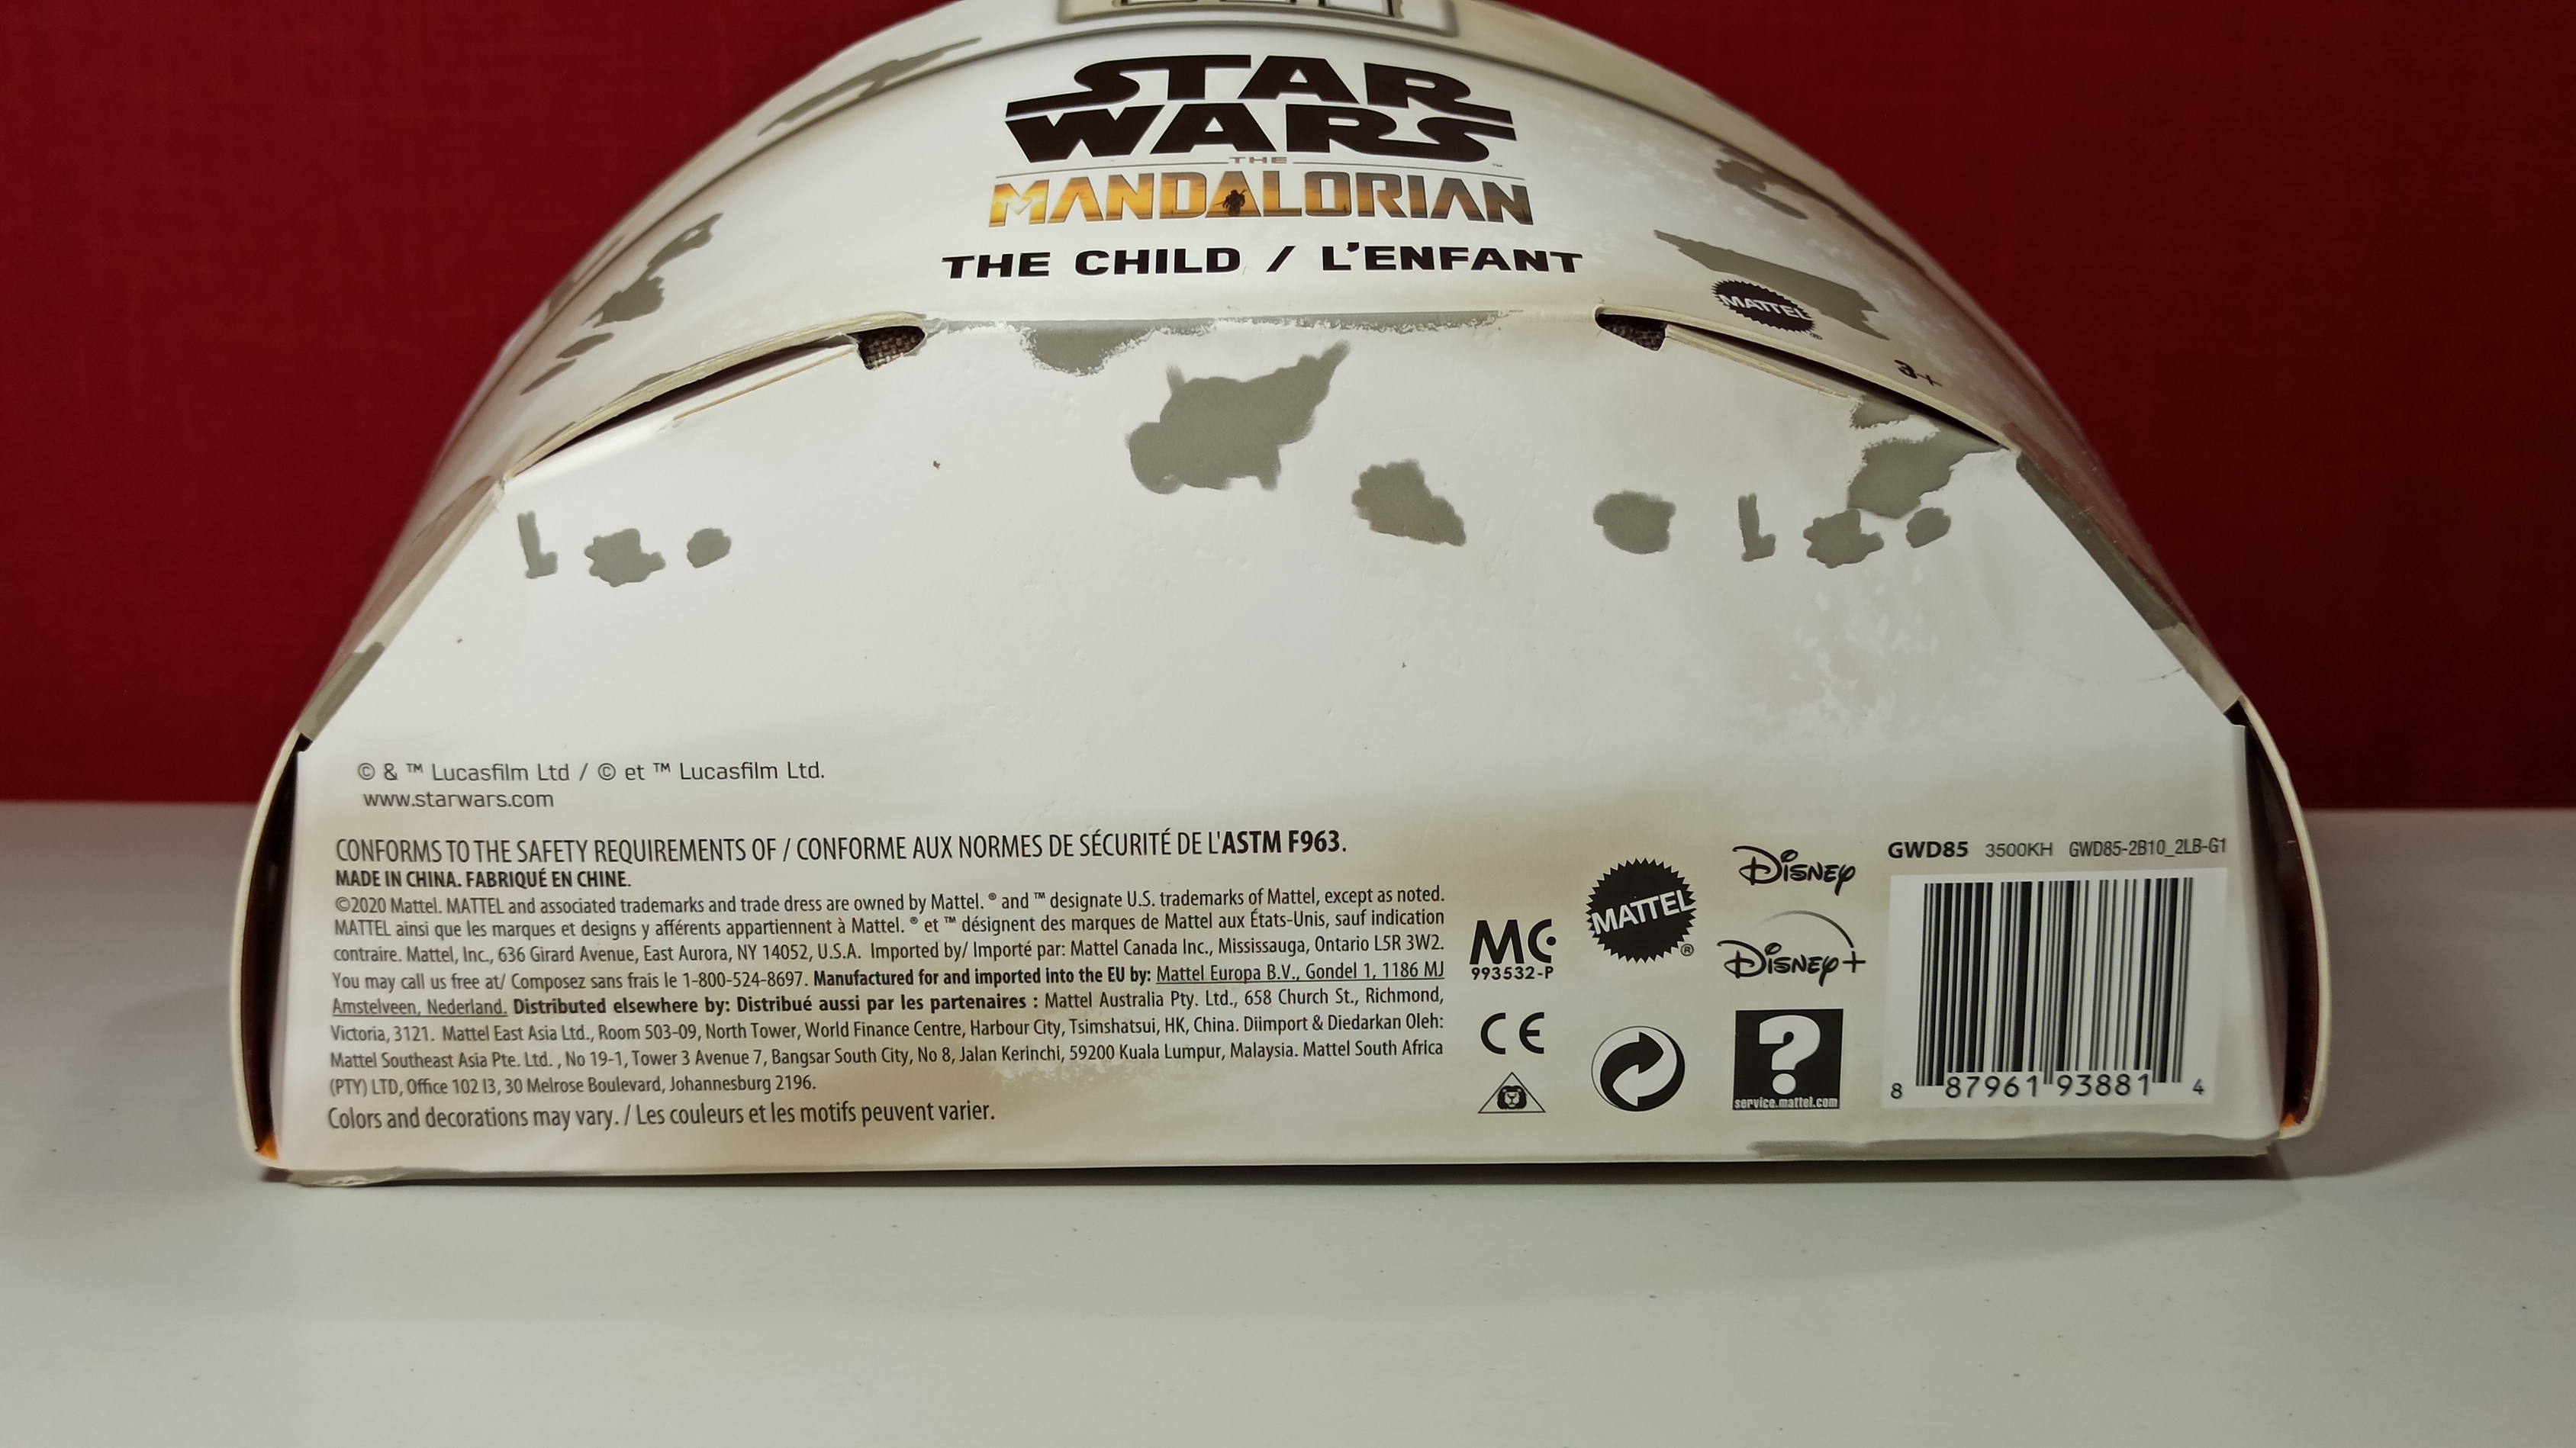 STAR
WARS
THE
MANDALORIAN
THE CHILD / L'ENFANT
MATTEL
3+
© & ™ Lucasfilm Ltd / © et ™ Lucasfilm Ltd.
www.starwars.com
CONFORMS TO THE SAFETY REQUIREMENTS OF / CONFORME AUX NORMES DE SÉCURITÉ DE L'ASTM F963.
MADE IN CHINA. FABRIQUÉ EN CHINE.
©2020 Mattel. MATTEL and associated trademarks and trade dress are owned by Mattel. ® and ™ designate U.S. trademarks of Mattel, except as noted.
MATTEL ainsi que les marques et designs y afférents appartiennent à Mattel. ® et ™ désignent des marques de Mattel aux États-Unis, sauf indication
contraire. Mattel, Inc., 636 Girard Avenue, East Aurora, NY 14052, U.S.A. Imported by/ Importé par: Mattel Canada Inc., Mississauga, Ontario L5R 3W2.
You may call us free at/ Composez sans frais le 1-800-524-8697. Manufactured for and imported into the EU by: Mattel Europa B.V., Gondel 1, 1186 MJ
Amstelveen, Nederland. Distributed elsewhere by: Distribué aussi par les partenaires : Mattel Australia Pty. Ltd., 658 Church St., Richmond,
Victoria, 3121. Mattel East Asia Ltd., Room 503-09, North Tower, World Finance Centre, Harbour City, Tsimshatsui, HK, China. Diimport & Diedarkan Oleh:
Mattel Southeast Asia Pte. Ltd. , No 19-1, Tower 3 Avenue 7, Bangsar South City, No 8, Jalan Kerinchi, 59200 Kuala Lumpur, Malaysia. Mattel South Africa
(PTY) LTD, Office 102 I3, 30 Melrose Boulevard, Johannesburg 2196.
Colors and decorations may vary. / Les couleurs et les motifs peuvent varier.
MC
993532-P
CE
MATTEL®
Disney
Disney+
?
service.mattel.com
GWD85 3500KH GWD85-2B10_2LB-G1
8 87961 93881 4